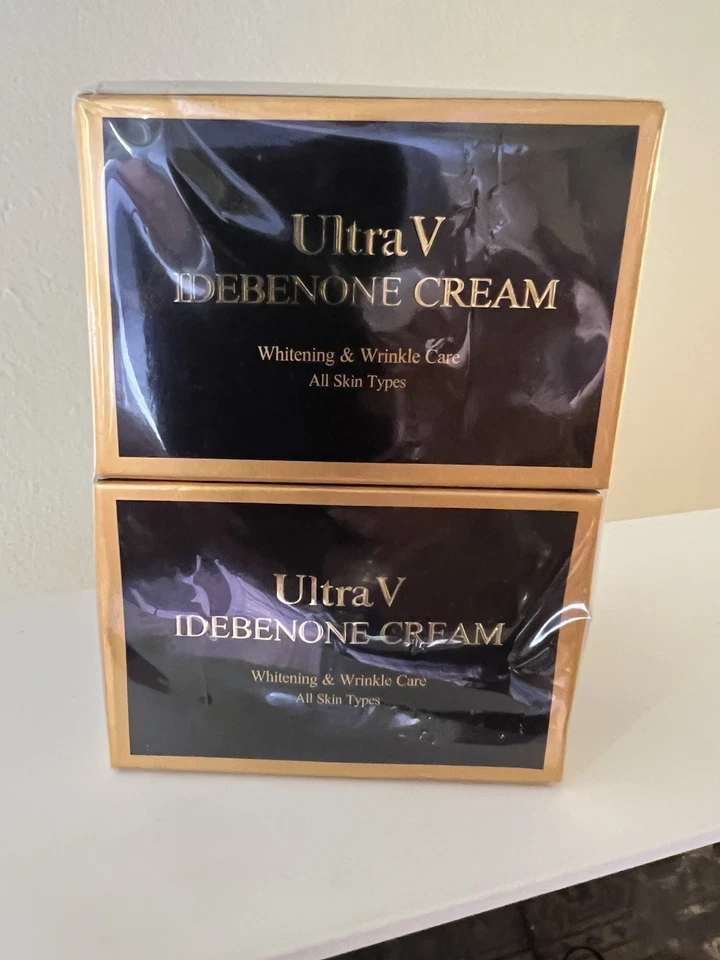 Ultra V
IDEBENONE CREAM
Whitening & Wrinkle Care
All Skin Types
Ultra V
IDEBENONE CREAM
Whitening & Wrinkle Care
All Skin Types